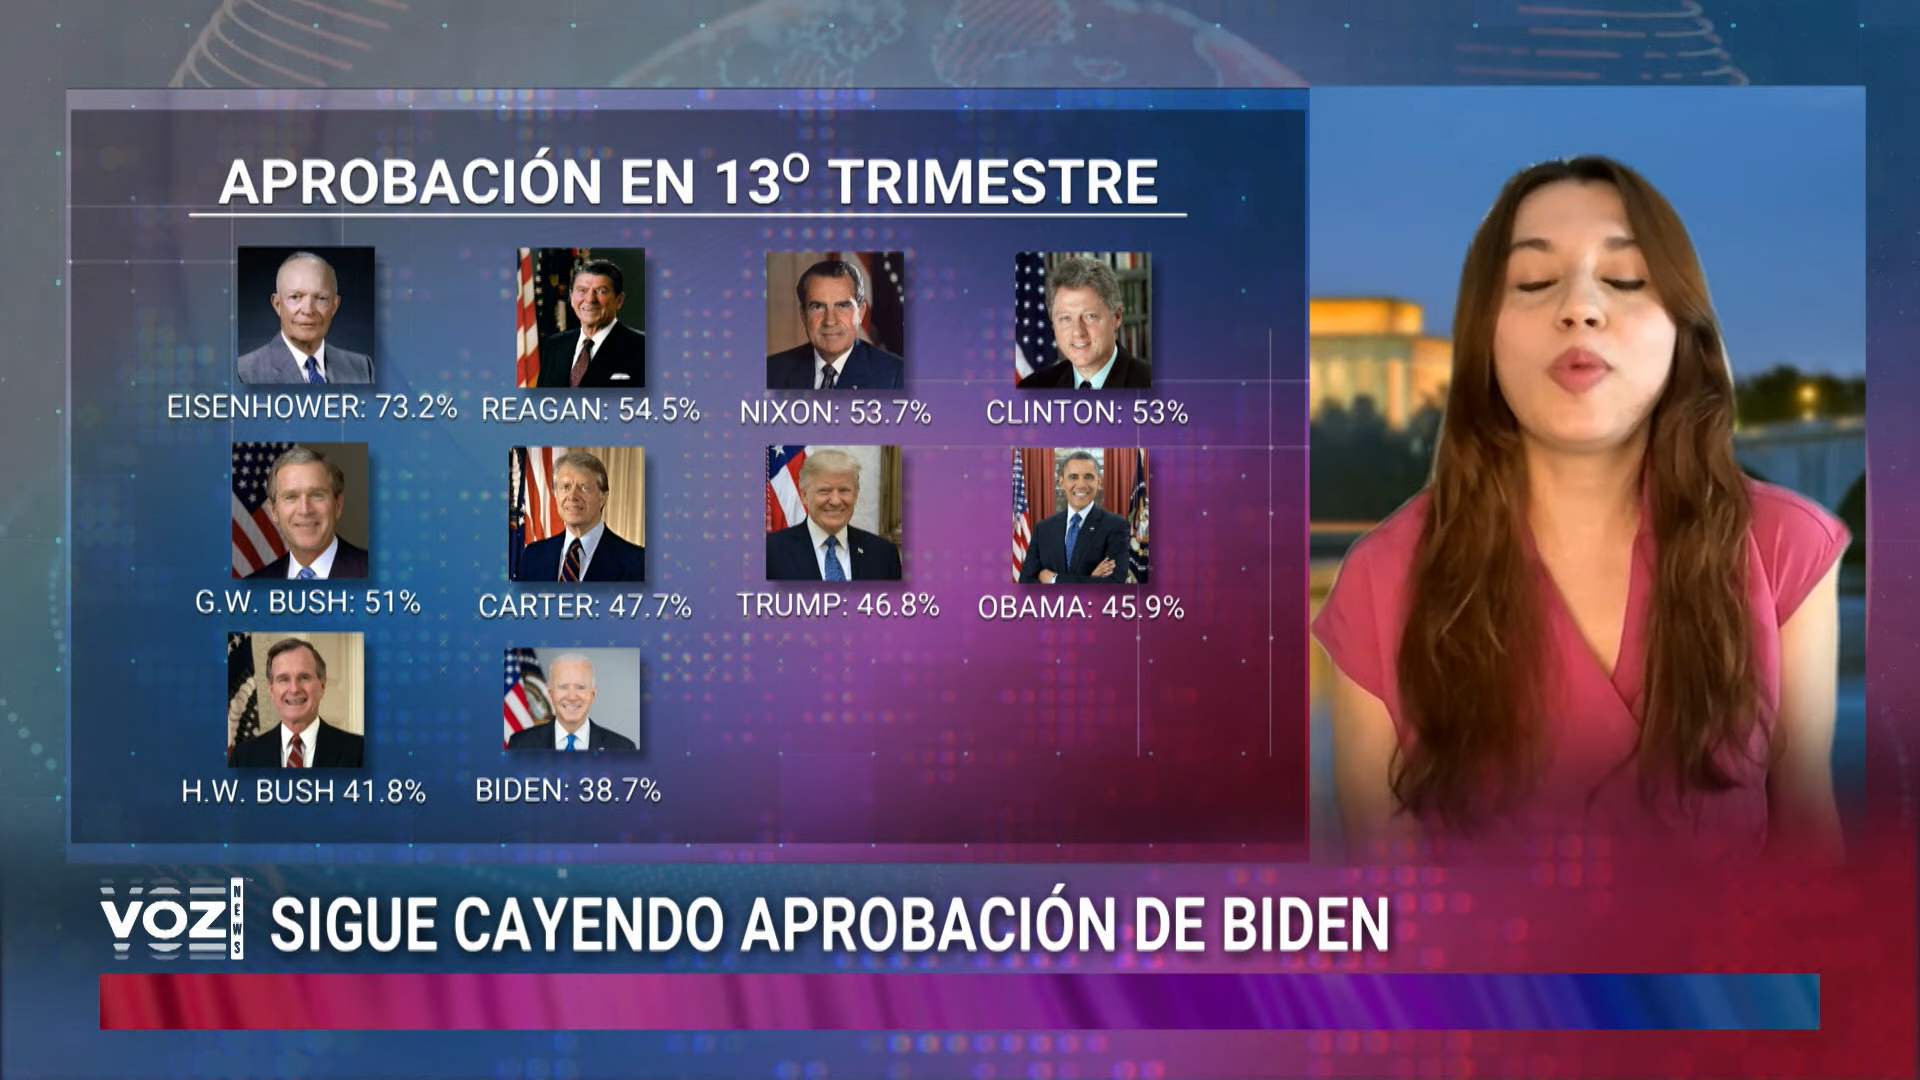 APROBACIÓN EN 13º TRIMESTRE
EISENHOWER: 73.2%
REAGAN: 54.5%
NIXON: 53.7%
CLINTON: 53%
G.W. BUSH: 51%
CARTER: 47.7%
TRUMP: 46.8%
OBAMA: 45.9%
H.W. BUSH 41.8%
BIDEN: 38.7%
VOZ NEWS
SIGUE CAYENDO APROBACIÓN DE BIDEN